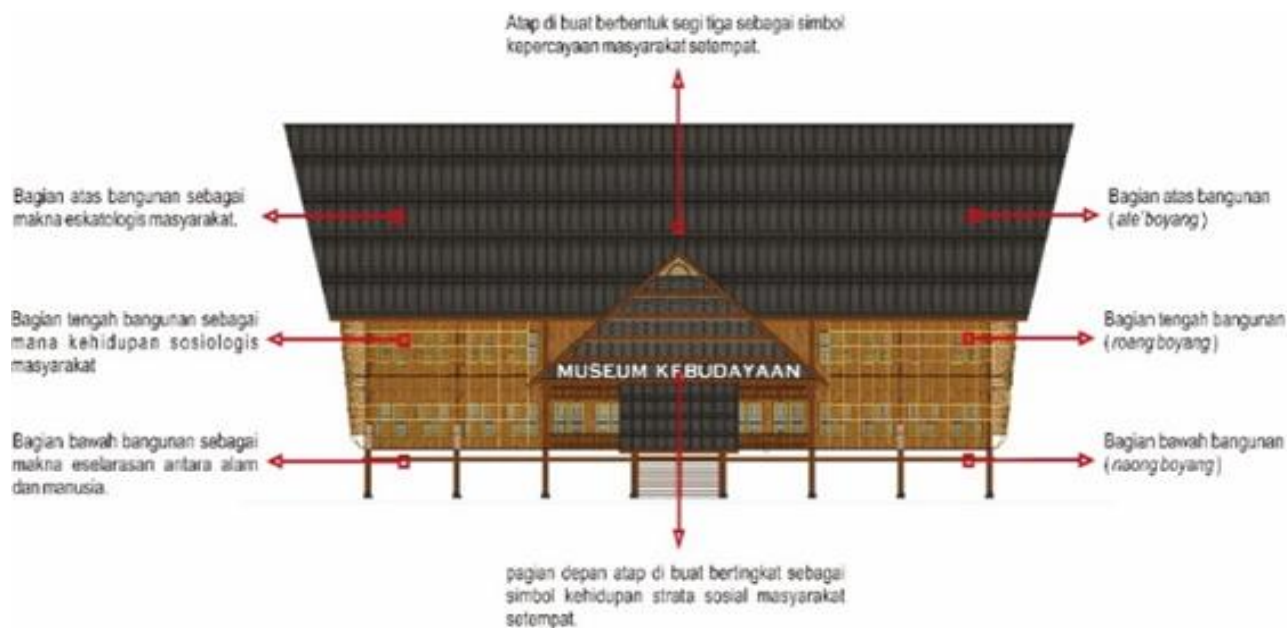 Atap di buat berbentuk segi tiga sebagai simbol
kepercayaan masyarakat setempat.
Bagian atas bangunan sebagai
makna eskatologis masyarakat.
Bagian atas bangunan
(ate'boyang)
Bagian tengah bangunan sebagai
mana kehidupan sosiologis
masyarakat
Bagian tengah bangunan
(roang boyang)
MUSEUM KEBUDAYAAN
Bagian bawah bangunan sebagai
makna eselarasan antara alam
dan manusia.
Bagian bawah bangunan
(naong boyang)
pagian depan atap di buat bertingkat sebagai
simbol kehidupan strata sosial masyarakat
setempat.